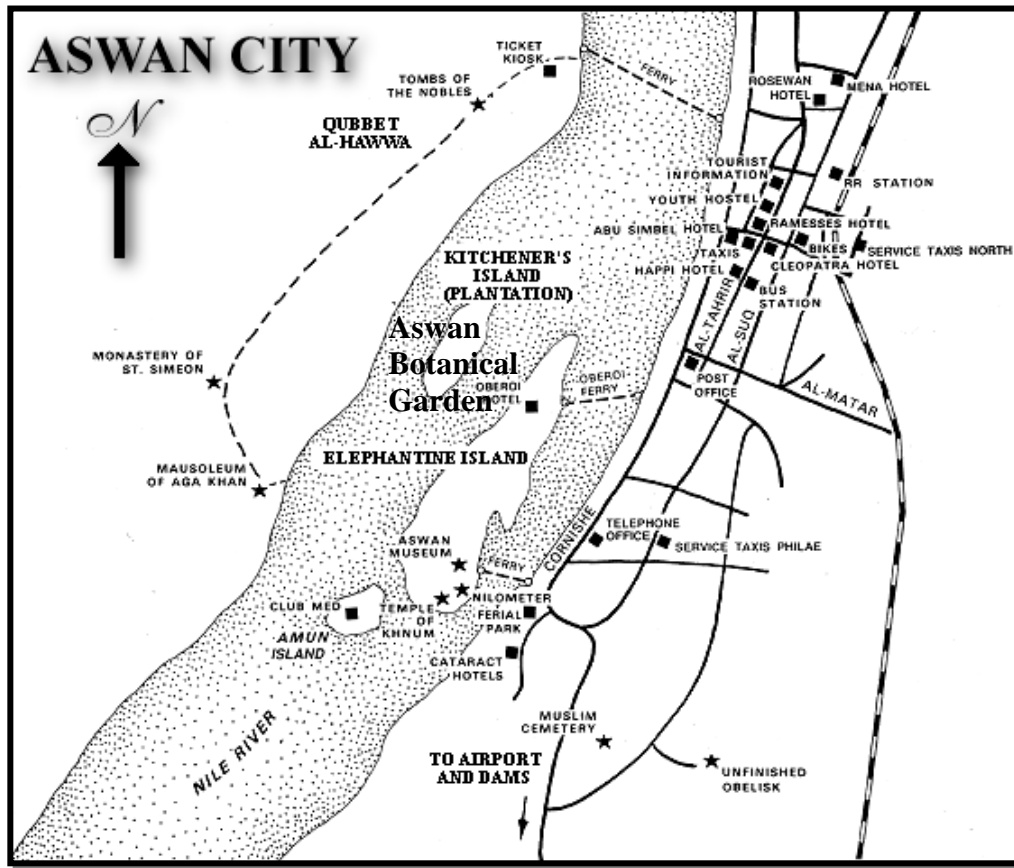 ASWAN CITY
N
TICKET
KIOSK
TOMBS OF
THE NOBLES
QUBBET
AL-HAWWA
FERRY
ROSEWAN
HOTEL
MENA HOTEL
TOURIST
INFORMATION
RR STATION
YOUTH HOSTEL
RAMESSES HOTEL
ABU SIMBEL HOTEL
TAXIS
BIKES
SERVICE TAXIS NORTH
CLEOPATRA HOTEL
HAPPI HOTEL
BUS
STATION
KITCHENER'S
ISLAND
(PLANTATION)
Aswan
Botanical
Garden
AL-TAHRIR
AL-SUQ
MONASTERY OF
ST. SIMEON
OBEROI
HOTEL
OBEROI
FERRY
POST
OFFICE
AL-MATAR
ELEPHANTINE ISLAND
MAUSOLEUM
OF AGA KHAN
CORNISHE
TELEPHONE
OFFICE
SERVICE TAXIS PHILAE
ASWAN
MUSEUM
FERRY
NILOMETER
CLUB MED
TEMPLE
OF
KHNUM
FERIAL
PARK
AMUN
ISLAND
CATARACT
HOTELS
NILE RIVER
MUSLIM
CEMETERY
TO AIRPORT
AND DAMS
UNFINISHED
OBELISK